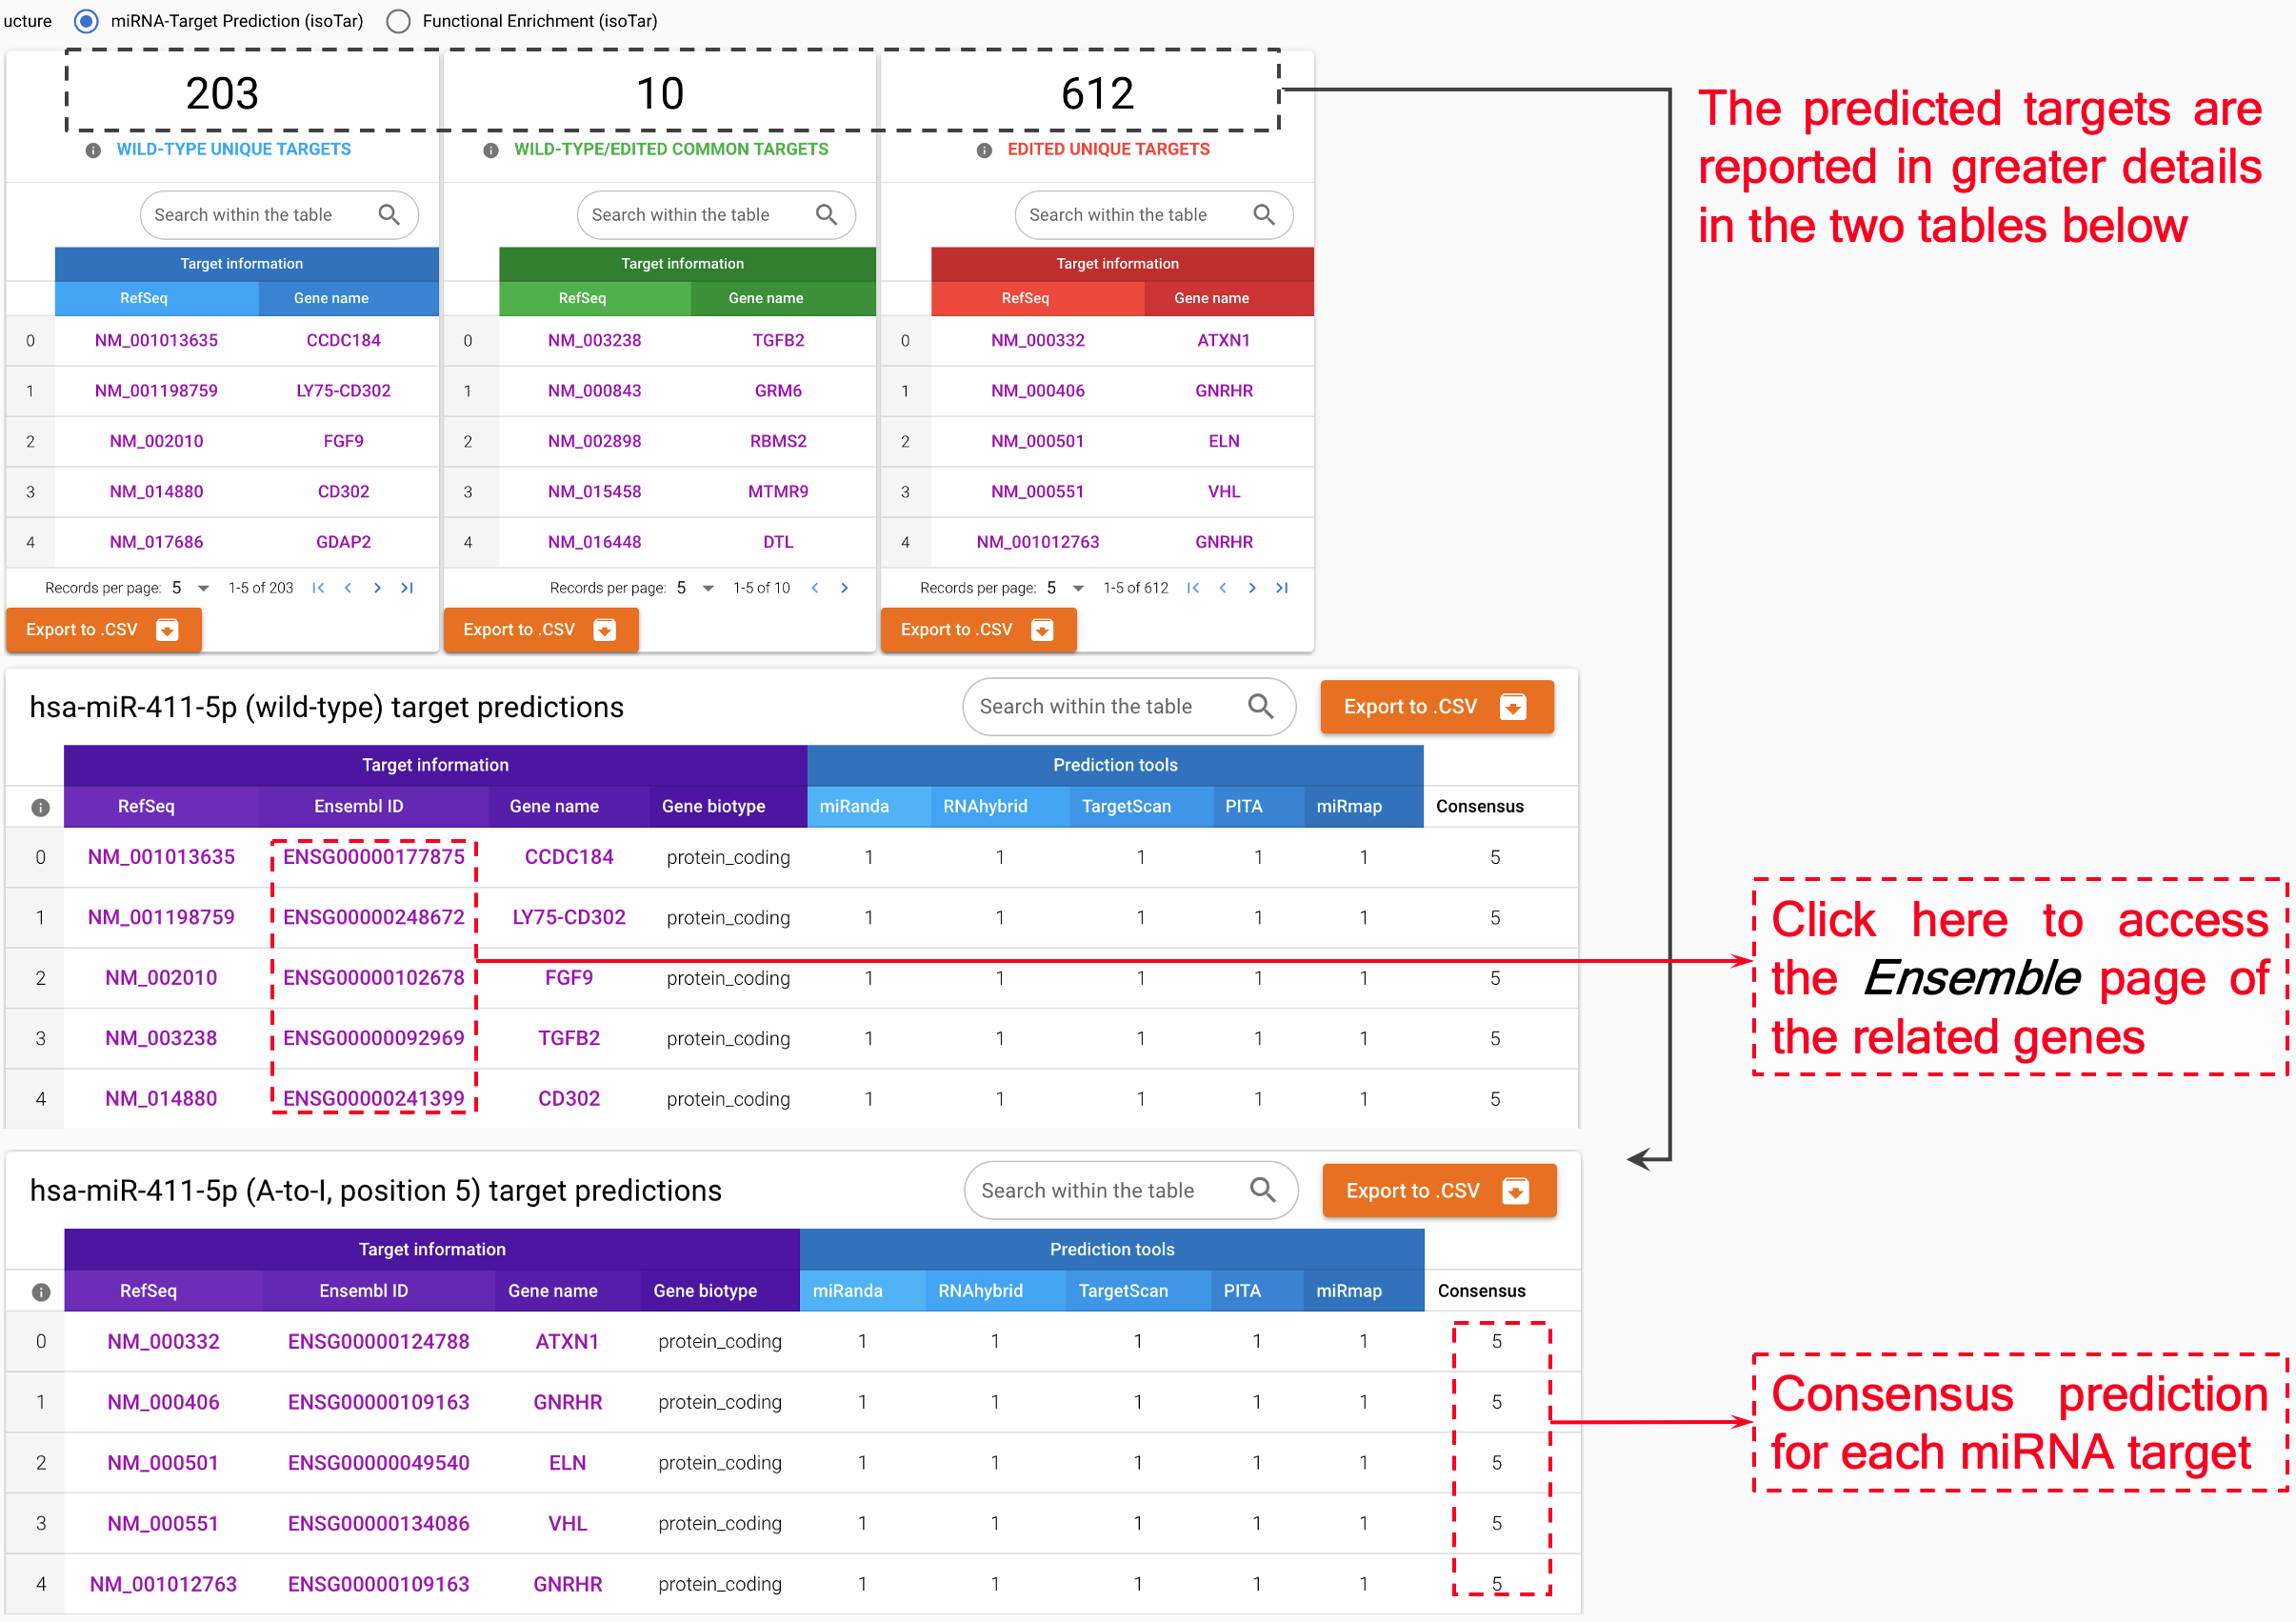 ucture miRNA-Target Prediction (isoTar) Functional Enrichment (isoTar)
203 10 612
WILD-TYPE UNIQUE TARGETS WILD-TYPE/EDITED COMMON TARGETS EDITED UNIQUE TARGETS
The predicted targets are
reported in greater details
in the two tables below
Search within the table Search within the table Search within the table
Target information Target information Target information
RefSeq Gene name RefSeq Gene name RefSeq Gene name
0 NM_001013635 CCDC184 0 NM_003238 TGFB2 0 NM_000332 ATXN1
1 NM_001198759 LY75-CD302 1 NM_000843 GRM6 1 NM_000406 GNRHR
2 NM_002010 FGF9 2 NM_002898 RBMS2 2 NM_000501 ELN
3 NM_014880 CD302 3 NM_015458 MTMR9 3 NM_000551 VHL
4 NM_017686 GDAP2 4 NM_016448 DTL 4 NM_001012763 GNRHR
Records per page: 5 1-5 of 203 Records per page: 5 1-5 of 10 Records per page: 5 1-5 of 612
Export to .CSV Export to .CSV Export to .CSV
hsa-miR-411-5p (wild-type) target predictions Search within the table Export to .CSV
Target information Prediction tools
RefSeq Ensembl ID Gene name Gene biotype miRanda RNAhybrid TargetScan PITA miRmap Consensus
0 NM_001013635 ENSG00000177875 CCDC184 protein_coding 1 1 1 1 1 5
1 NM_001198759 ENSG00000248672 LY75-CD302 protein_coding 1 1 1 1 1 5
2 NM_002010 ENSG00000102678 FGF9 protein_coding 1 1 1 1 1 5
3 NM_003238 ENSG00000092969 TGFB2 protein_coding 1 1 1 1 1 5
4 NM_014880 ENSG00000241399 CD302 protein_coding 1 1 1 1 1 5
Click here to access
the Ensemble page of
the related genes
hsa-miR-411-5p (A-to-I, position 5) target predictions Search within the table Export to .CSV
Target information Prediction tools
RefSeq Ensembl ID Gene name Gene biotype miRanda RNAhybrid TargetScan PITA miRmap Consensus
0 NM_000332 ENSG00000124788 ATXN1 protein_coding 1 1 1 1 1 5
1 NM_000406 ENSG00000109163 GNRHR protein_coding 1 1 1 1 1 5
2 NM_000501 ENSG00000049540 ELN protein_coding 1 1 1 1 1 5
3 NM_000551 ENSG00000134086 VHL protein_coding 1 1 1 1 1 5
4 NM_001012763 ENSG00000109163 GNRHR protein_coding 1 1 1 1 1 5
Consensus prediction
for each miRNA target